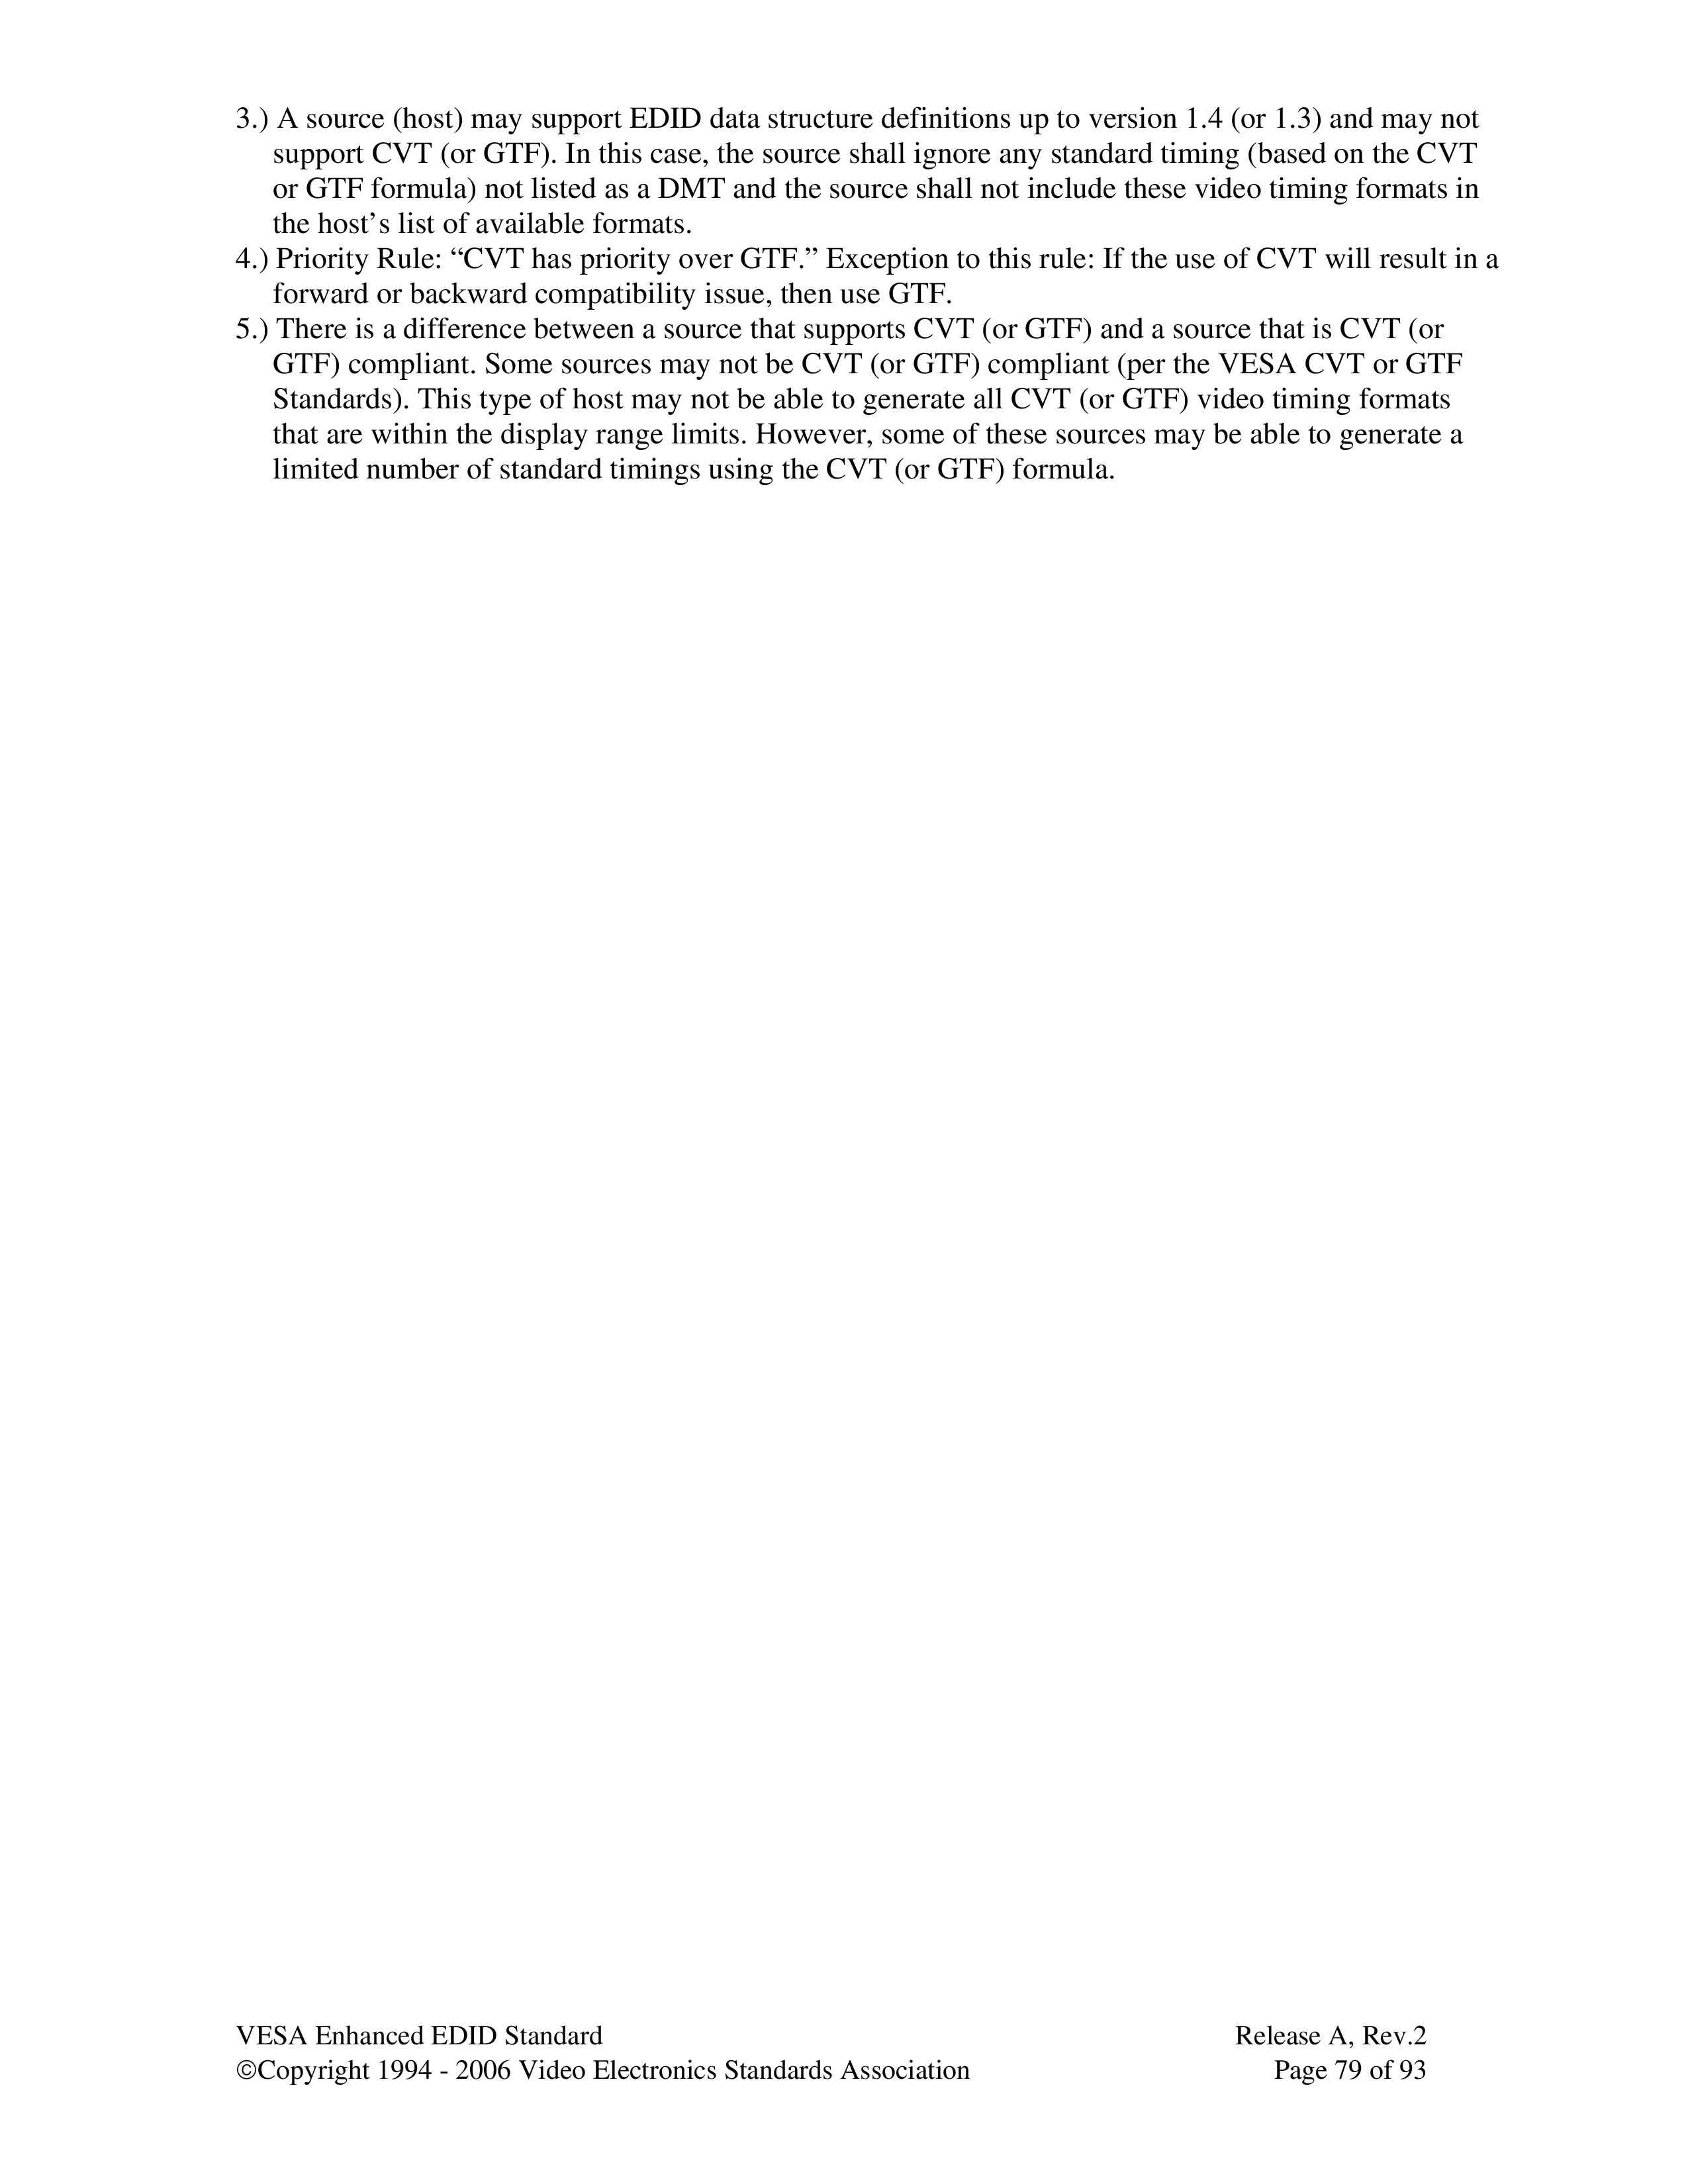 3.) A source (host) may support EDID data structure definitions up to version 1.4 (or 1.3) and may not
support CVT (or GTF). In this case, the source shall ignore any standard timing (based on the CVT
or GTF formula) not listed as a DMT and the source shall not include these video timing formats in
the host’s list of available formats.
4.) Priority Rule: “CVT has priority over GTF.” Exception to this rule: If the use of CVT will result in a
forward or backward compatibility issue, then use GTF.
5.) There is a difference between a source that supports CVT (or GTF) and a source that is CVT (or
GTF) compliant. Some sources may not be CVT (or GTF) compliant (per the VESA CVT or GTF
Standards). This type of host may not be able to generate all CVT (or GTF) video timing formats
that are within the display range limits. However, some of these sources may be able to generate a
limited number of standard timings using the CVT (or GTF) formula.
VESA Enhanced EDID Standard Release A, Rev.2
©Copyright 1994 - 2006 Video Electronics Standards Association Page 79 of 93